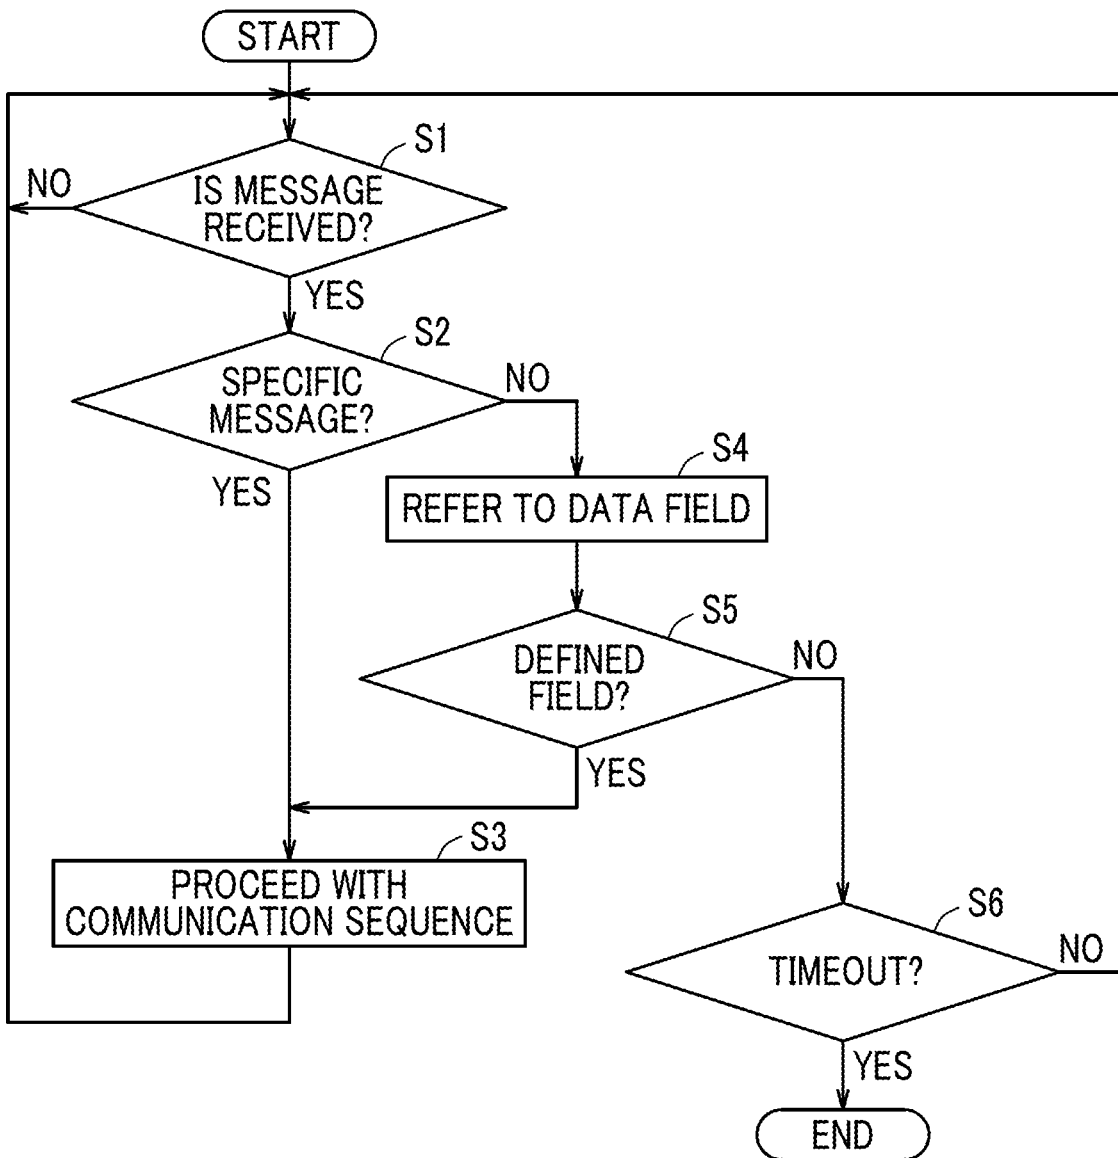 START
S1
NO
IS MESSAGE
RECEIVED?
YES
S2
SPECIFIC
MESSAGE?
NO
YES
S4
REFER TO DATA FIELD
S5
DEFINED
FIELD?
NO
YES
S3
PROCEED WITH
COMMUNICATION SEQUENCE
S6
TIMEOUT?
NO
YES
END